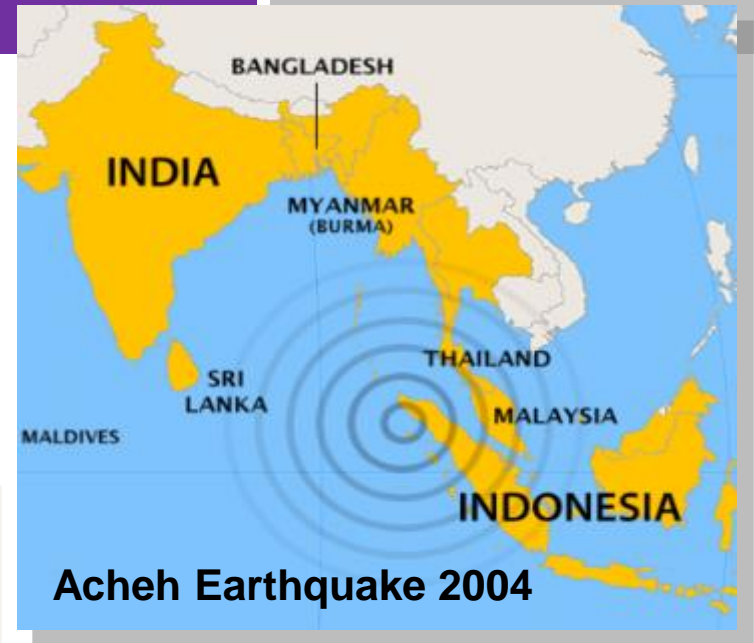 BANGLADESH
INDIA
MYANMAR
(BURMA)
THAILAND
SRI
LANKA
MALAYSIA
MALDIVES
INDONESIA
Acheh Earthquake 2004